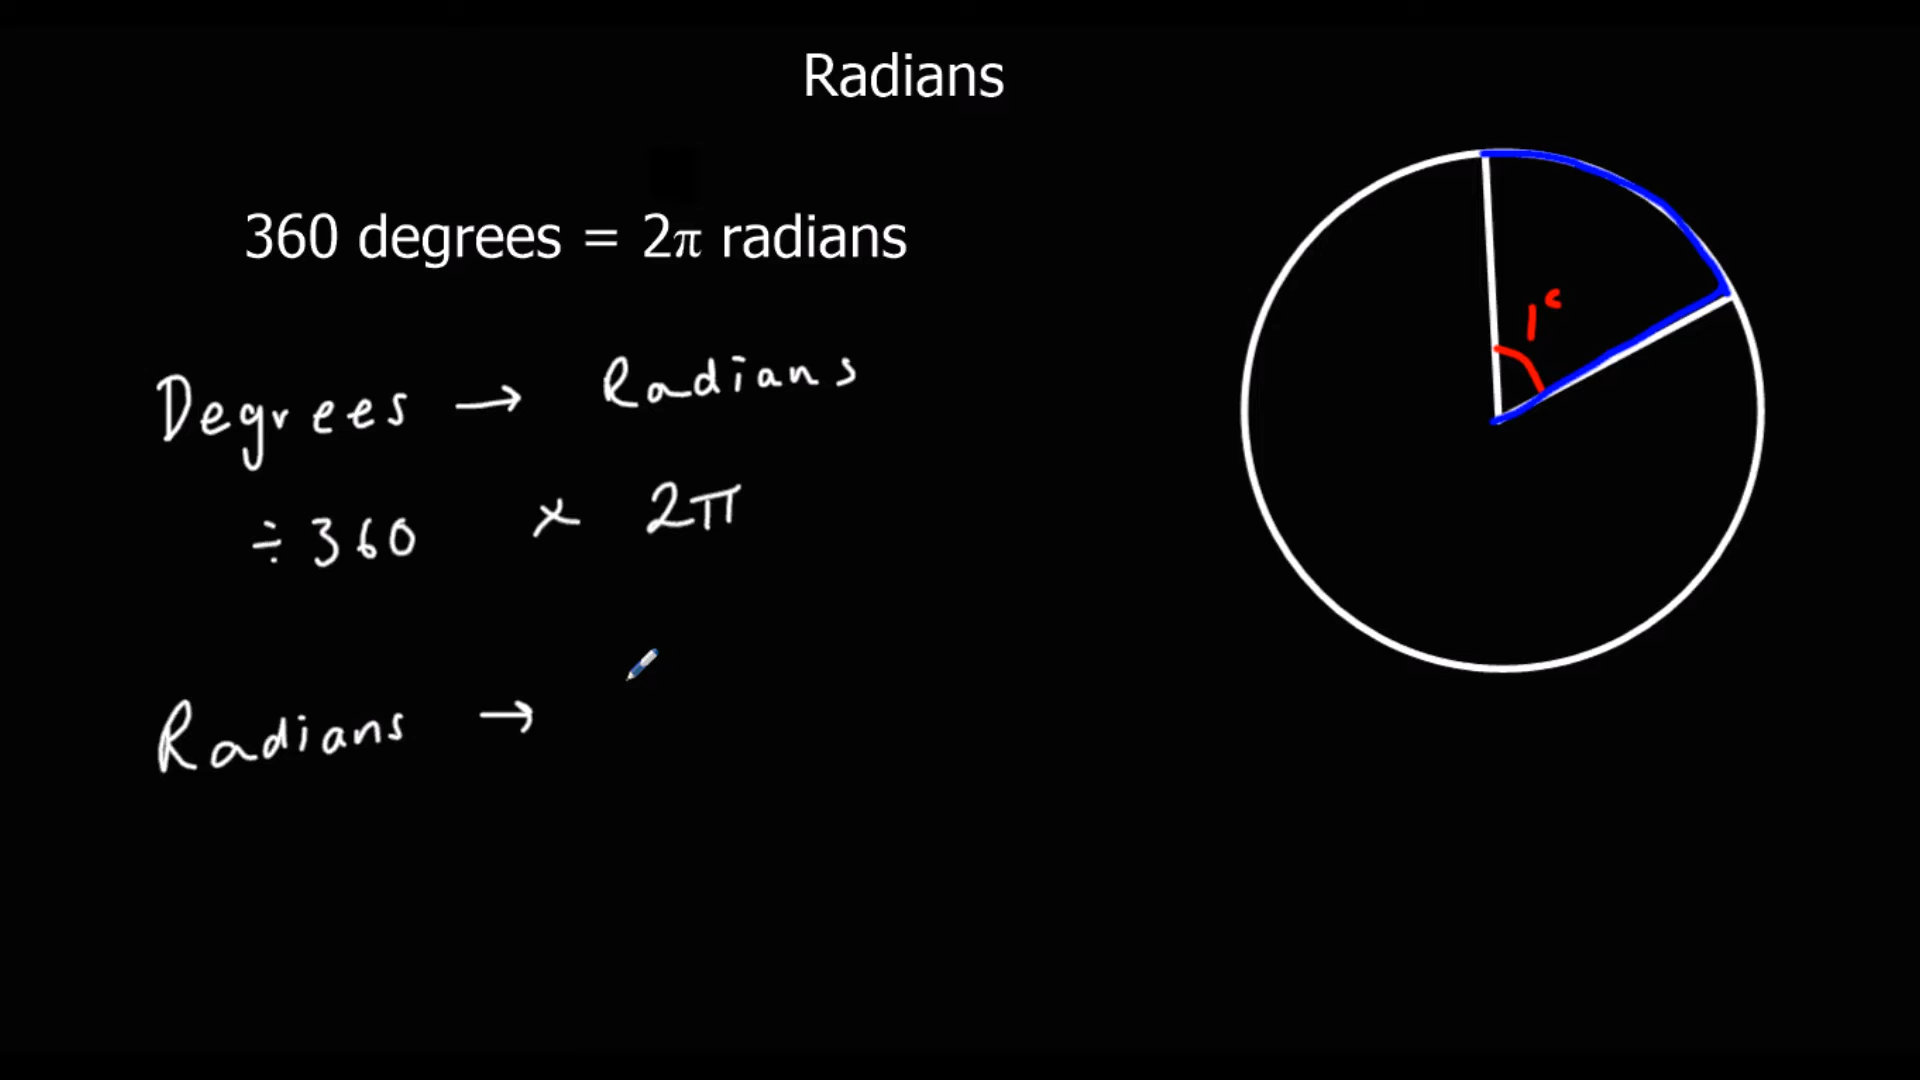 Radians
360 degrees = 2π radians
1ᶜ
Degrees → Radians
÷360 × 2π
Radians →